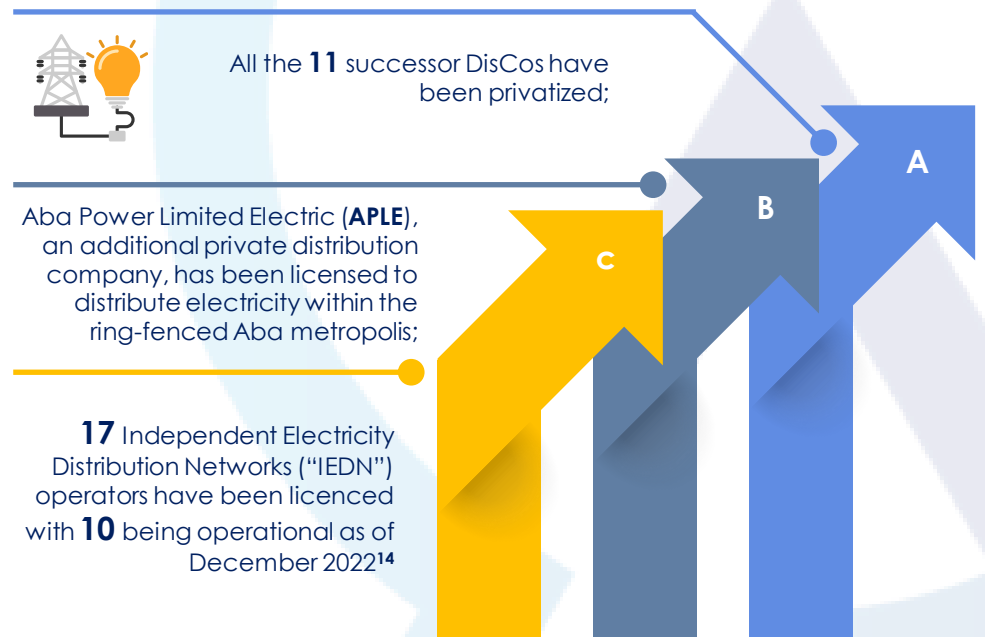 All the 11 successor DisCos have
been privatized;
A
B
Aba Power Limited Electric (APLE),
an additional private distribution
company, has been licensed to
distribute electricity within the
ring-fenced Aba metropolis;
C
17 Independent Electricity
Distribution Networks (“IEDN”)
operators have been licenced
with 10 being operational as of
December 2022¹⁴